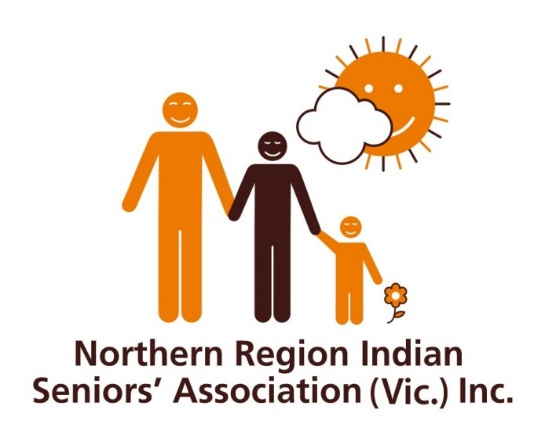 Northern Region Indian
Seniors’ Association (Vic.) Inc.